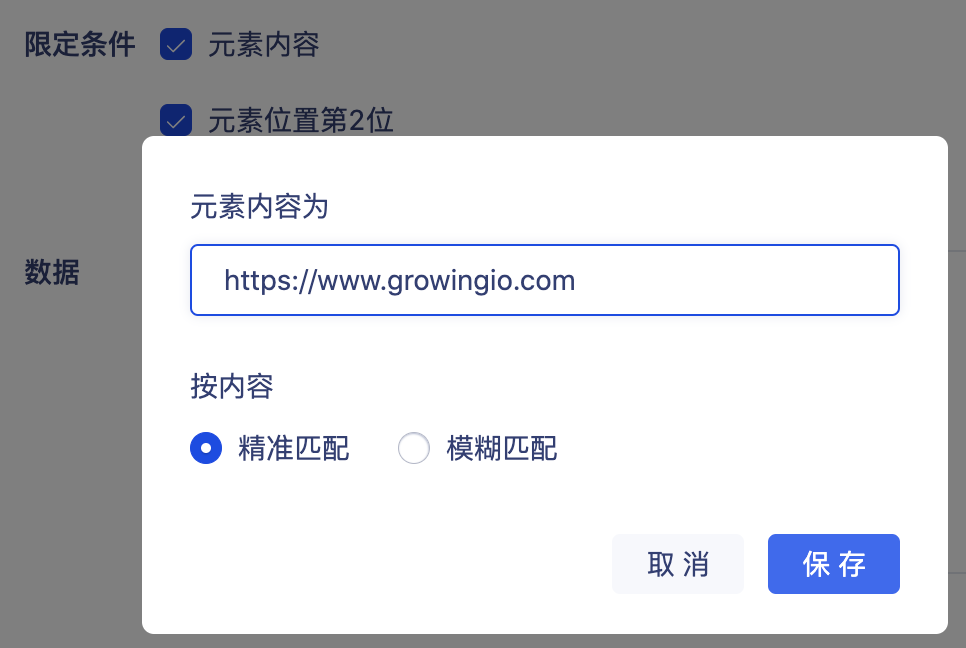 限定条件 元素内容
元素位置第2位
元素内容为
https://www.growingio.com
数据
按内容
精准匹配 模糊匹配
取消 保存